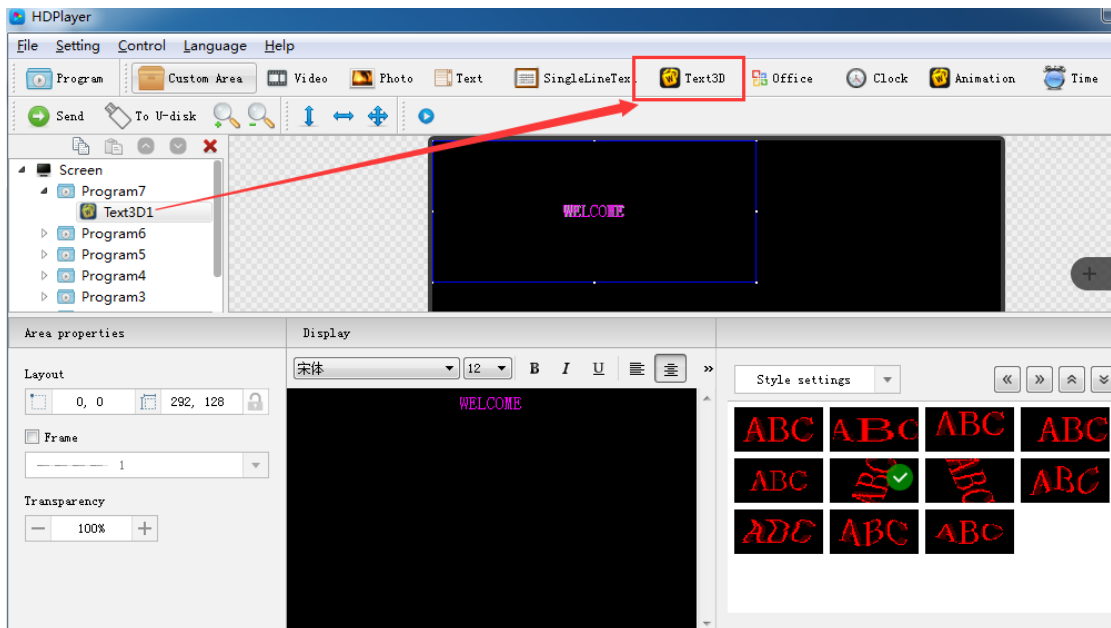 HDPlayer
File Setting Control Language Help
Program Custom Area Video Photo Text SingleLineTex Text3D Office Clock Animation Time
Send To U-disk
Screen
Program7
Text3D1
WELCOME
Program6
Program5
Program4
Program3
Area properties Display
Layout 宋体 12 B I U » Style settings
0, 0 292, 128
WELCOME
Frame ABC ABC ABC ABC
1
ABC ABC ABC ABC
Transparency
100%
ABC ABC ABC